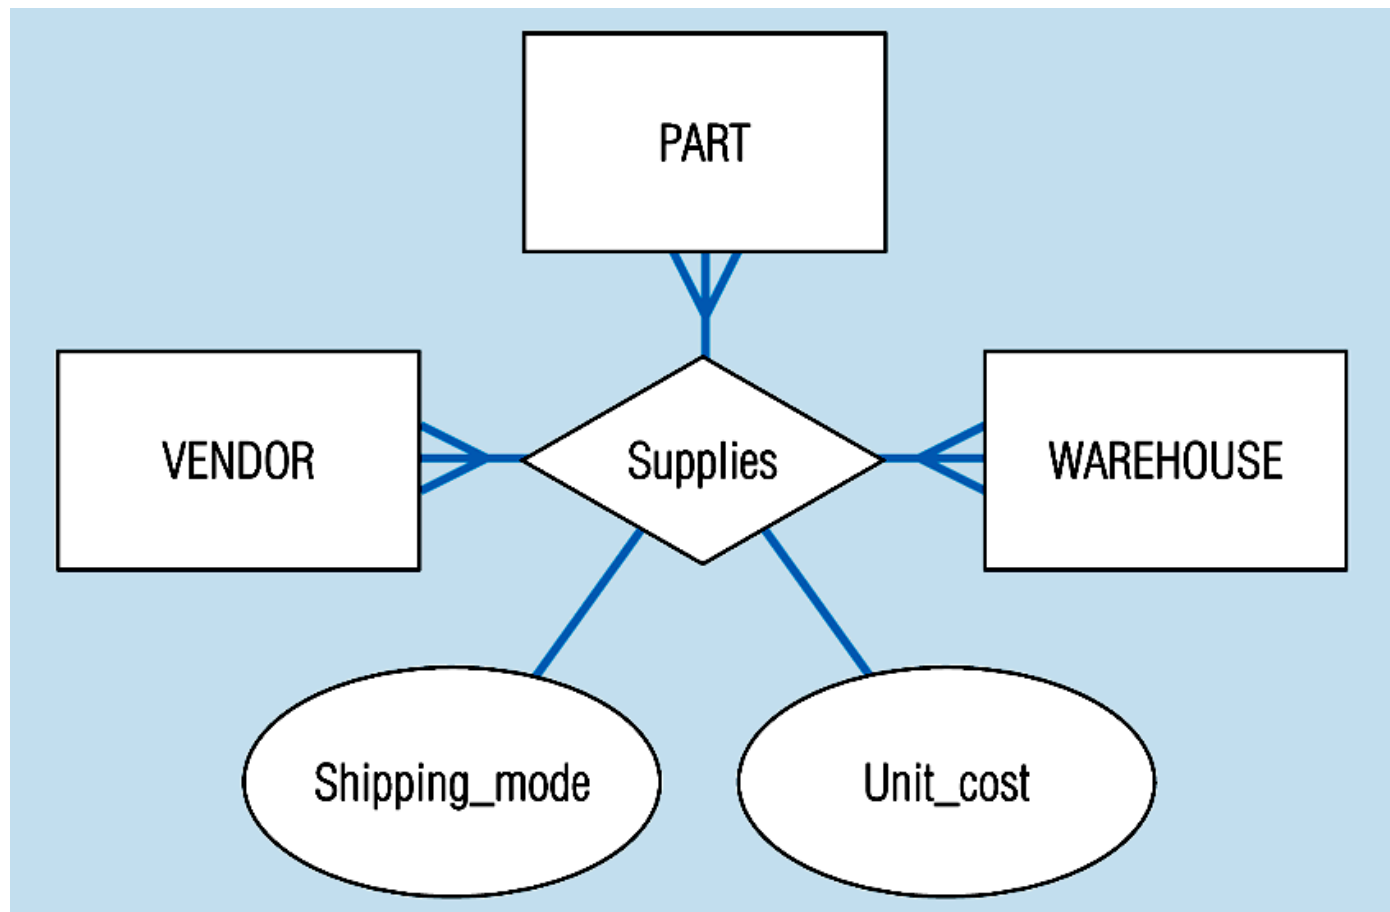 PART
VENDOR
Supplies
WAREHOUSE
Shipping_mode
Unit_cost